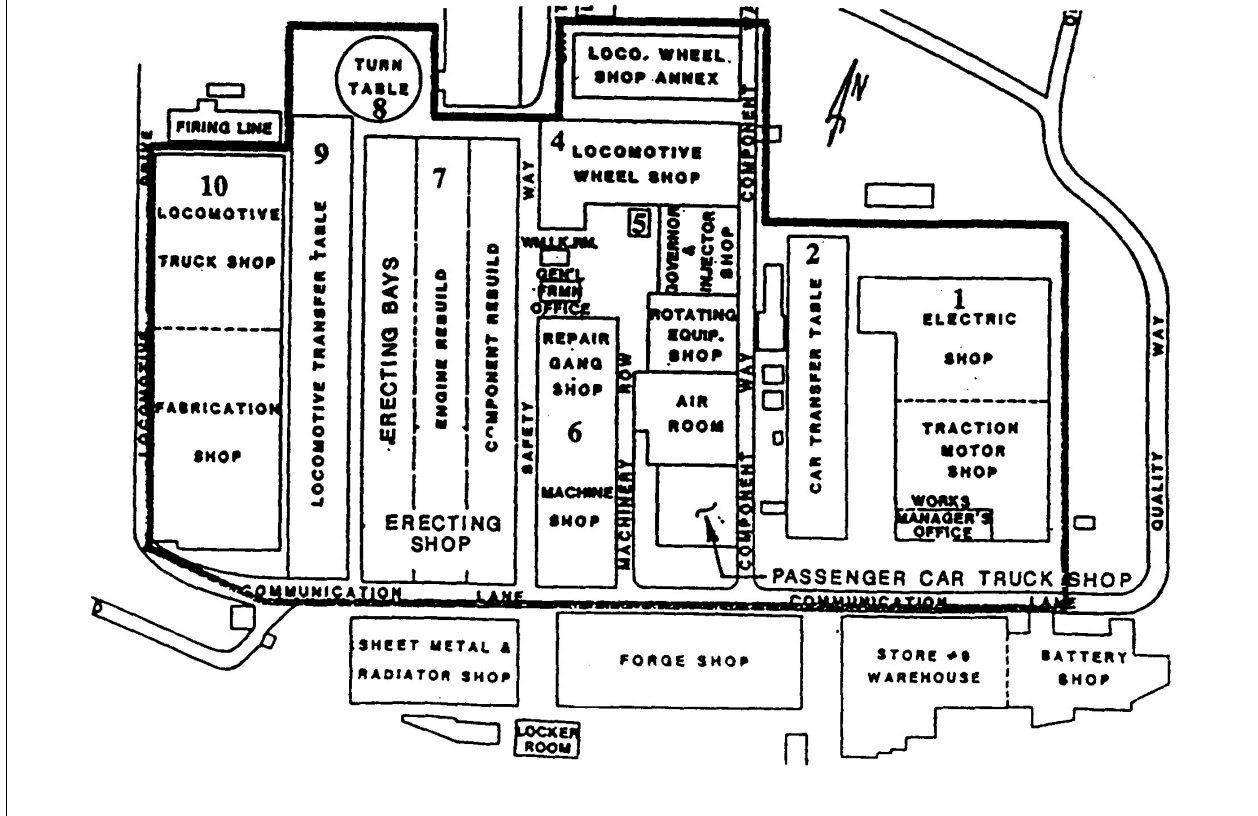 LOCO. WHEEL.
SHOP ANNEX
TURN
TABLE
8
N
FIRING LINE
DRIVE
9
4
LOCOMOTIVE
WHEEL SHOP
COMPONENT
10
LOCOMOTIVE
TRUCK SHOP
7
WAY
5
GOVERNOR
&
INJECTOR
SHOP
2
1
ELECTRIC
SHOP
LOCOMOTIVE TRANSFER TABLE
ERECTING BAYS
ENGINE REBUILD
COMPONENT REBUILD
FRMN
OFFICE
ROTATING
EQUIP.
SHOP
CAR TRANSFER TABLE
WAY
REPAIR
GANG
SHOP
ROW
WAY
LOCOMOTIVE
FABRICATION
SHOP
AIR
ROOM
6
SAFETY
TRACTION
MOTOR
SHOP
MACHINE
SHOP
MACHINERY
COMPONENT
QUALITY
WORKS
MANAGER'S
OFFICE
ERECTING
SHOP
PASSENGER CAR TRUCK SHOP
COMMUNICATION LANE
COMMUNICATION LANE
SHEET METAL &
RADIATOR SHOP
FORGE SHOP
STORE #9
WAREHOUSE
BATTERY
SHOP
LOCKER
ROOM